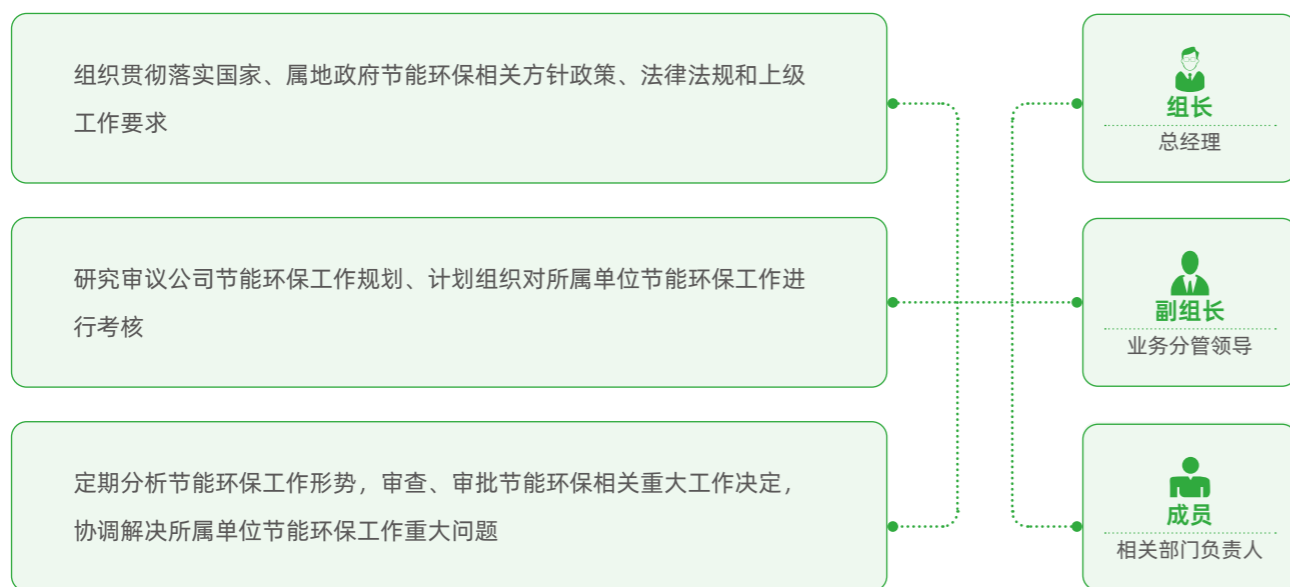 组织贯彻落实国家、属地政府节能环保相关方针政策、法律法规和上级
工作要求
研究审议公司节能环保工作规划、计划组织对所属单位节能环保工作进
行考核
定期分析节能环保工作形势，审查、审批节能环保相关重大工作决定，
协调解决所属单位节能环保工作重大问题
组长
总经理
副组长
业务分管领导
成员
相关部门负责人